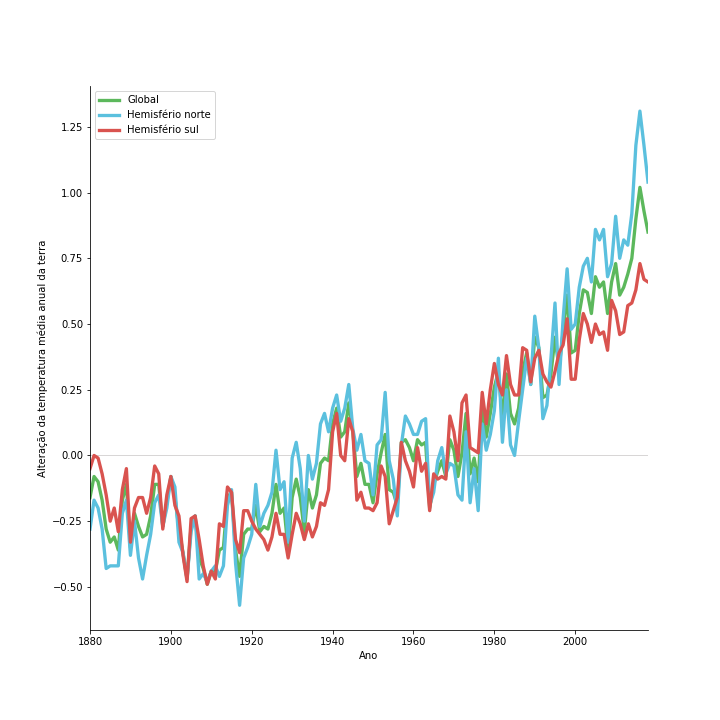 Global
Hemisfério norte
Hemisfério sul
Alteração da temperatura média anual da terra
1.25
1.00
0.75
0.50
0.25
0.00
−0.25
−0.50
1880 1900 1920 1940 1960 1980 2000
Ano